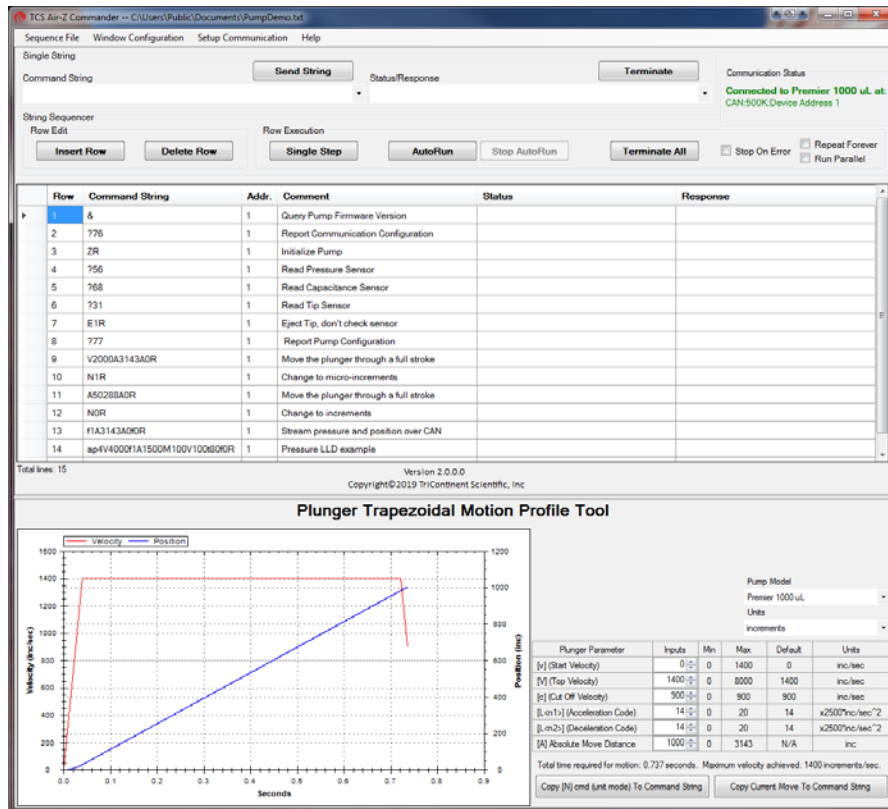 TCS Air-Z Commander -- C:\Users\Public\Documents\PumpDemo.txt
Sequence File Window Configuration Setup Communication Help
Single String
Send String Terminate
Command String Status/Response
Communication Status
Connected to Premier 1000 uL at:
CAN:500K:Device Address 1
String Sequencer
Row Edit Row Execution
Insert Row Delete Row Single Step AutoRun Stop AutoRun Terminate All Stop On Error Repeat Forever
Run Parallel
Row Command String Addr. Comment Status Response
1 & 1 Query Pump Firmware Version
2 ?76 1 Report Communication Configuration
3 ZR 1 Initialize Pump
4 ?56 1 Read Pressure Sensor
5 ?68 1 Read Capacitance Sensor
6 ?31 1 Read Tip Sensor
7 E1R 1 Eject Tip, don't check sensor
8 ?77 1 Report Pump Configuration
9 V2000A3143A0R 1 Move the plunger through a full stroke
10 N1R 1 Change to micro-increments
11 A50288A0R 1 Move the plunger through a full stroke
12 N0R 1 Change to increments
13 f1A3143A0f0R 1 Stream pressure and position over CAN
14 ap4V4000f1A1500M100V100t80f0R 1 Pressure LLD example
Total lines: 15
Version 2.0.0.0
Copyright©2019 TriContinent Scientific, Inc
Plunger Trapezoidal Motion Profile Tool
Velocity Position
1600 1200
1400
1200 1000
1000 800
800 600
600
400 400
200 200
0 0
Velocity (inc/sec)
Position (inc)
0.0 0.1 0.2 0.3 0.4 0.5 0.6 0.7 0.8 0.9
Seconds
Pump Model
Premier 1000 uL
Units
increments
Plunger Parameter Inputs Min Max Default Units
[v] (Start Velocity) 0 0 1400 0 inc/sec
[V] (Top Velocity) 1400 0 8000 1400 inc/sec
[c] (Cut Off Velocity) 900 0 900 900 inc/sec
[L<n1>] (Acceleration Code) 14 0 20 14 x2500*inc/sec^2
[L<n2>] (Deceleration Code) 14 0 20 14 x2500*inc/sec^2
[A] Absolute Move Distance 1000 0 3143 N/A inc
Total time required for motion: 0.737 seconds. Maximum velocity achieved: 1400 increments/sec.
Copy [N] cmd (unit mode) To Command String Copy Current Move To Command String